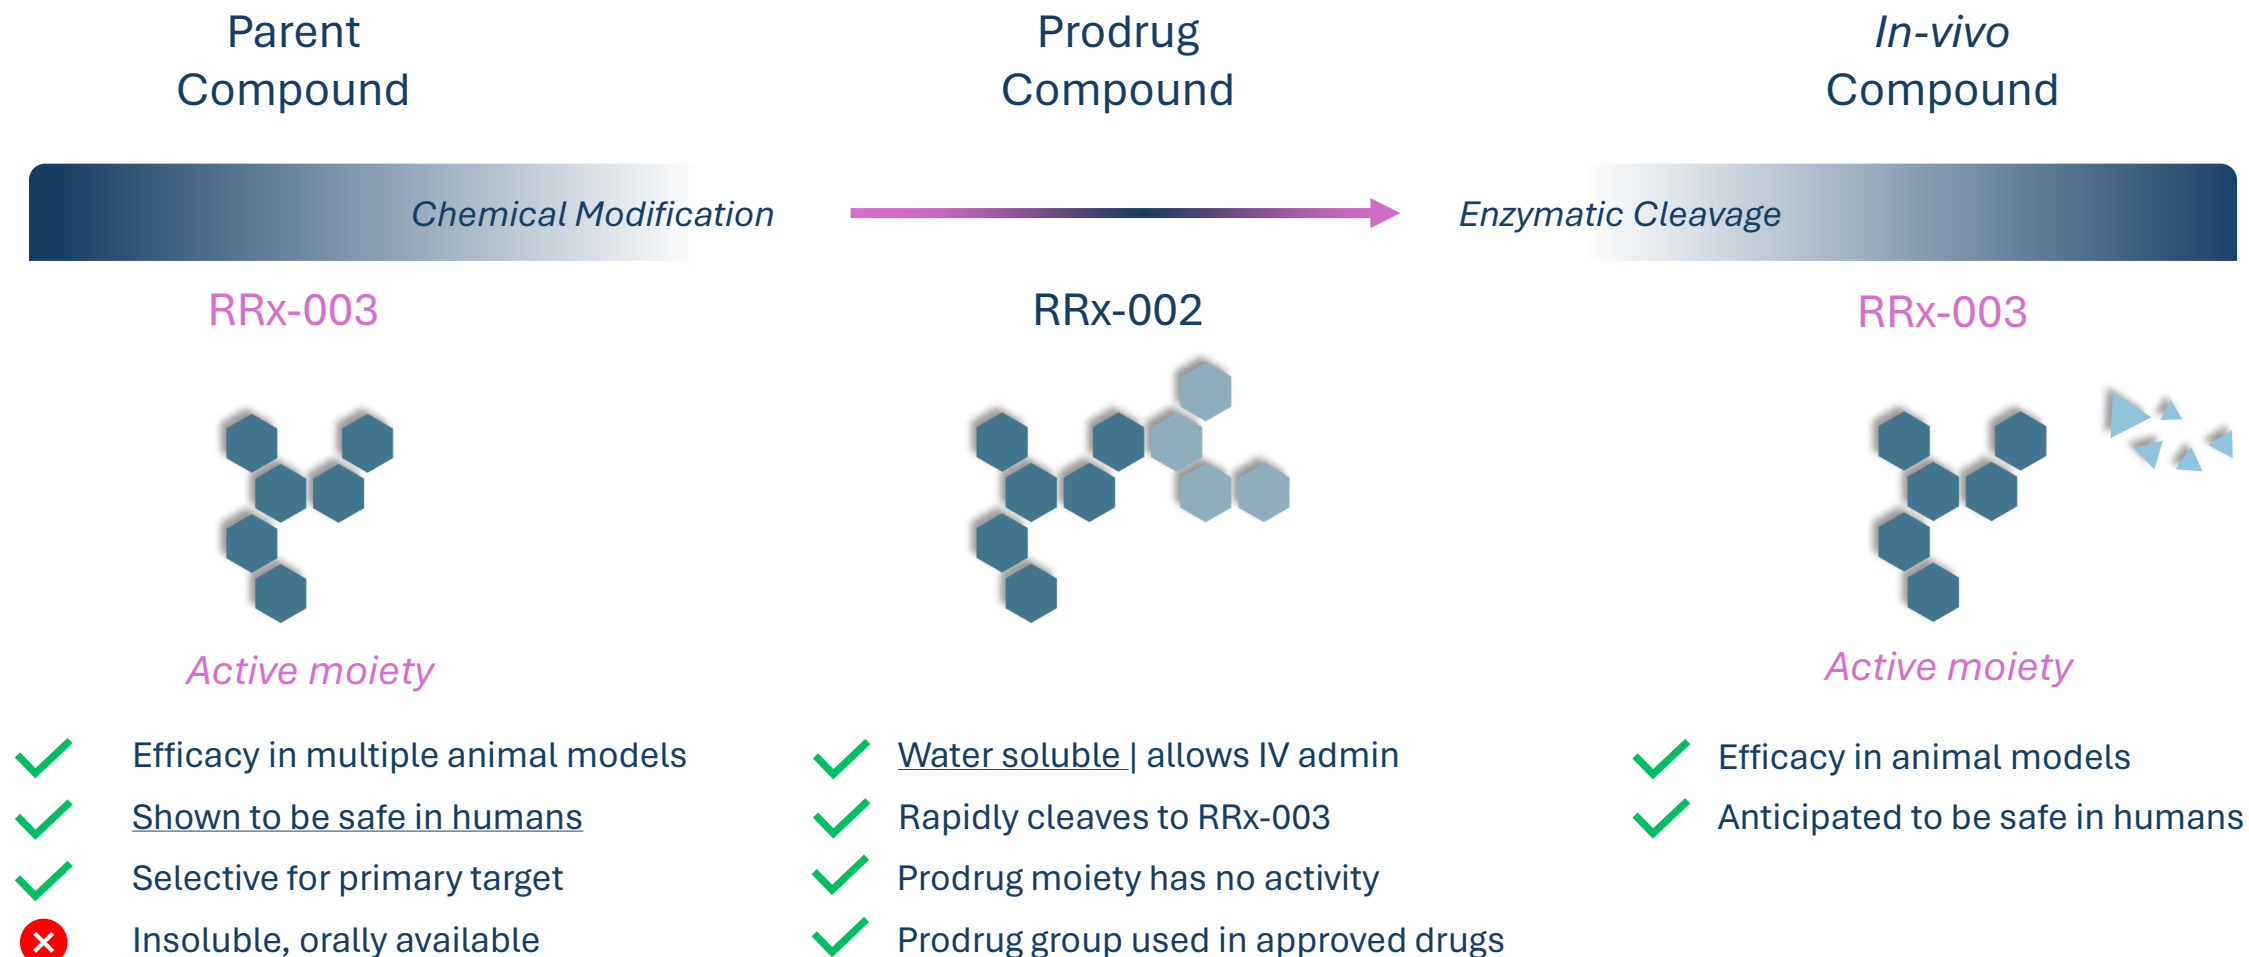 Parent
Compound
Prodrug
Compound
In-vivo
Compound
Chemical Modification
Enzymatic Cleavage
RRx-003
RRx-002
RRx-003
Active moiety
Active moiety
Efficacy in multiple animal models
Shown to be safe in humans
Selective for primary target
Insoluble, orally available
Water soluble | allows IV admin
Rapidly cleaves to RRx-003
Prodrug moiety has no activity
Prodrug group used in approved drugs
Efficacy in animal models
Anticipated to be safe in humans